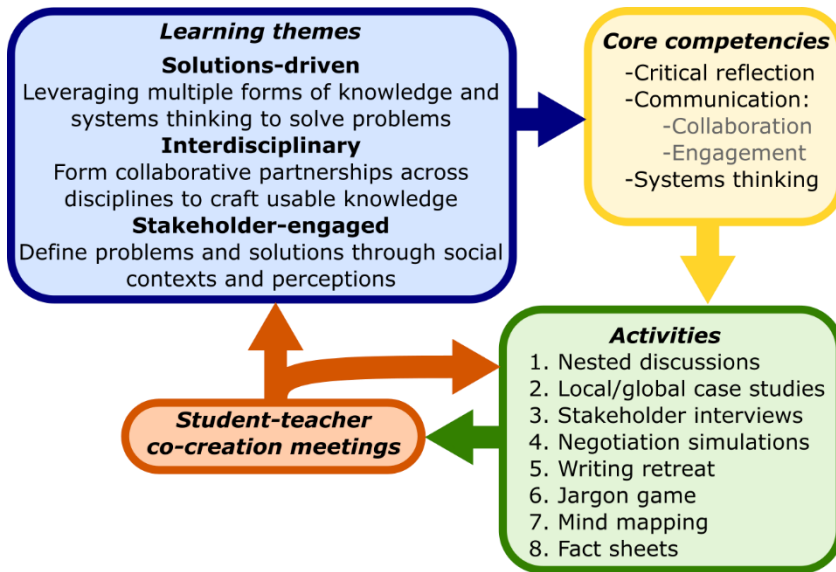 Learning themes
Solutions-driven
Leveraging multiple forms of knowledge and
systems thinking to solve problems
Interdisciplinary
Form collaborative partnerships across
disciplines to craft usable knowledge
Stakeholder-engaged
Define problems and solutions through social
contexts and perceptions
Core competencies
-Critical reflection
-Communication:
-Collaboration
-Engagement
-Systems thinking
Activities
1. Nested discussions
2. Local/global case studies
3. Stakeholder interviews
4. Negotiation simulations
5. Writing retreat
6. Jargon game
7. Mind mapping
8. Fact sheets
Student-teacher
co-creation meetings